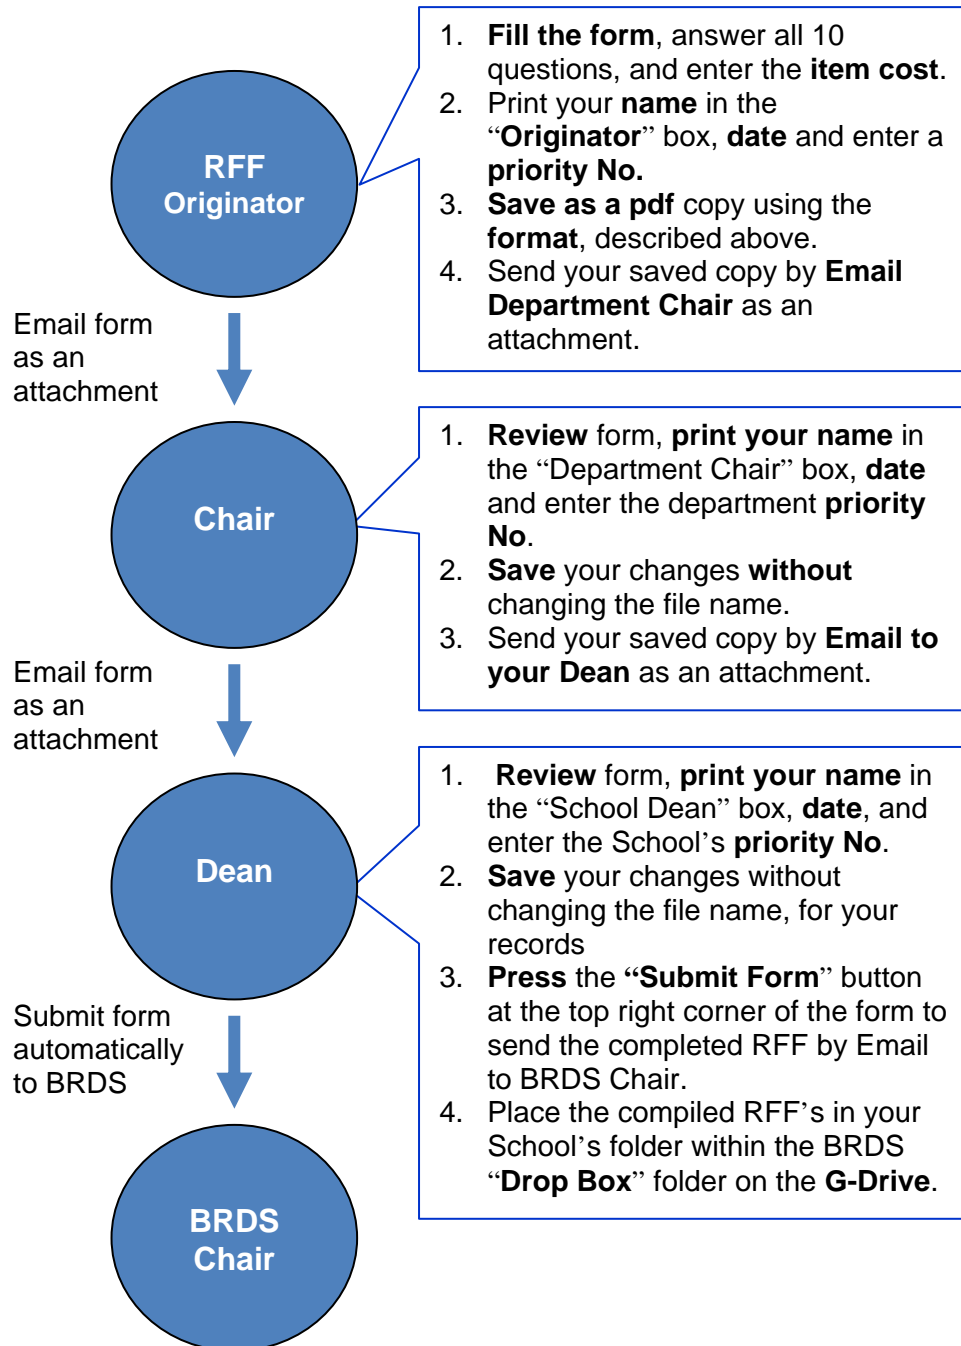 RFF
Originator
1. Fill the form, answer all 10
questions, and enter the item cost.
2. Print your name in the
“Originator” box, date and enter a
priority No.
3. Save as a pdf copy using the
format, described above.
4. Send your saved copy by Email
Department Chair as an
attachment.
Email form
as an
attachment
Chair
1. Review form, print your name in
the “Department Chair” box, date
and enter the department priority
No.
2. Save your changes without
changing the file name.
3. Send your saved copy by Email to
your Dean as an attachment.
Email form
as an
attachment
Dean
1. Review form, print your name in
the “School Dean” box, date, and
enter the School’s priority No.
2. Save your changes without
changing the file name, for your
records
3. Press the “Submit Form” button
at the top right corner of the form to
send the completed RFF by Email
to BRDS Chair.
4. Place the compiled RFF’s in your
School’s folder within the BRDS
“Drop Box” folder on the G-Drive.
Submit form
automatically
to BRDS
BRDS
Chair